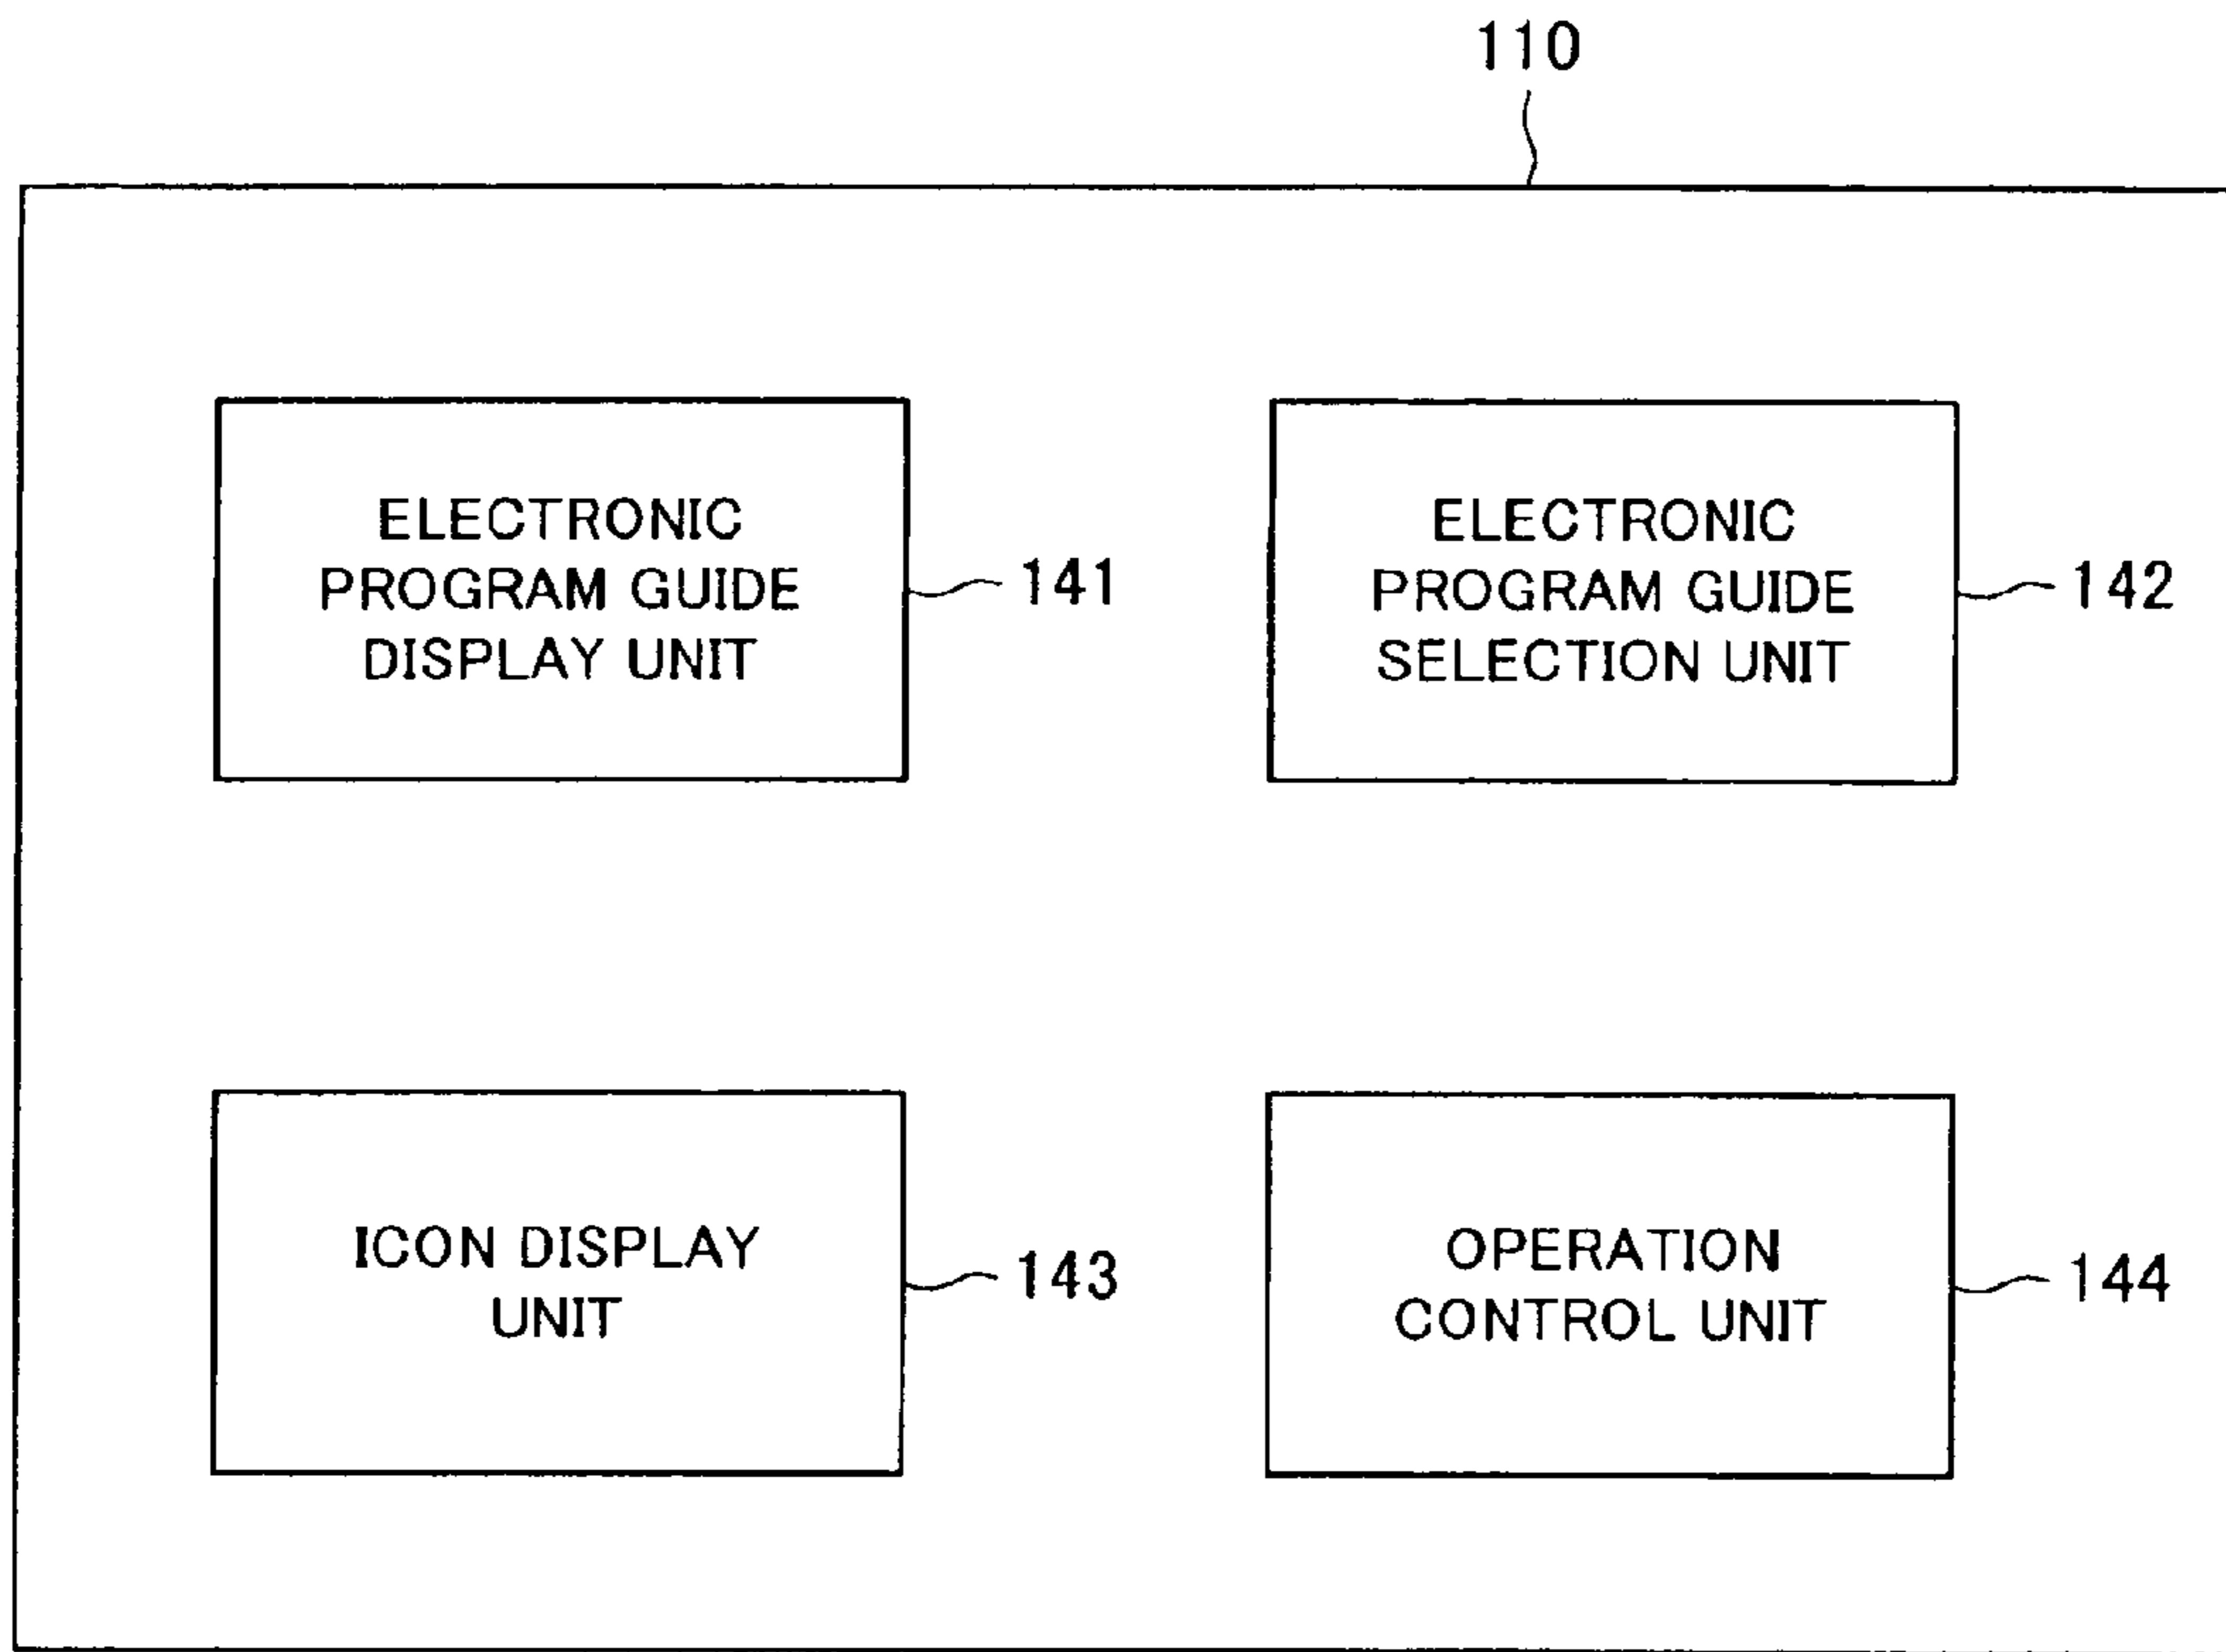 110
ELECTRONIC
PROGRAM GUIDE
DISPLAY UNIT
141
ELECTRONIC
PROGRAM GUIDE
SELECTION UNIT
142
ICON DISPLAY
UNIT
143
OPERATION
CONTROL UNIT
144